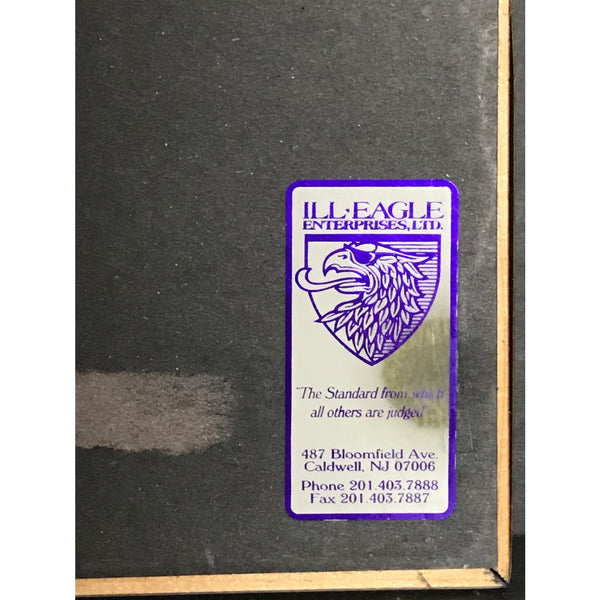 ILL·EAGLE
ENTERPRISES, LTD.
"The Standard from which
all others are judged"
487 Bloomfield Ave.
Caldwell, NJ 07006
Phone 201.403.7888
Fax 201.403.7887